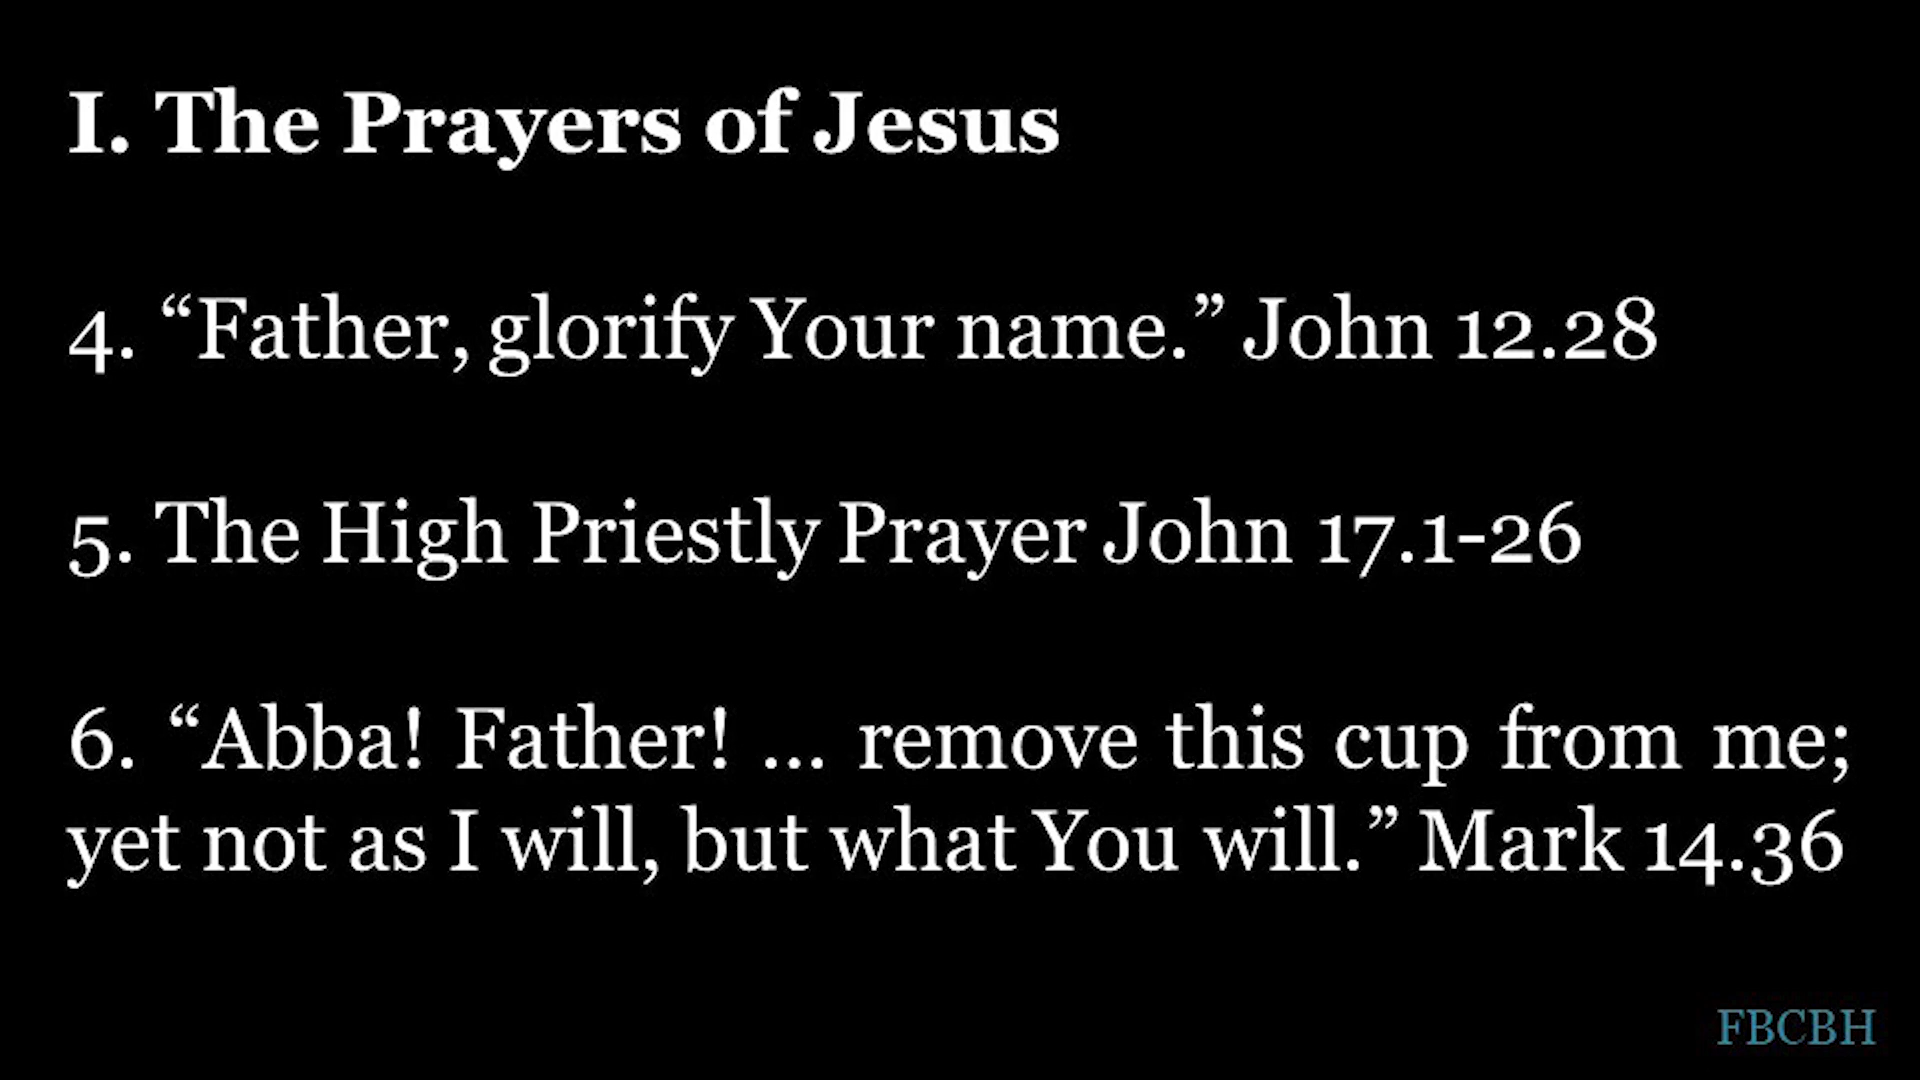 I. The Prayers of Jesus
4. “Father, glorify Your name.” John 12.28
5. The High Priestly Prayer John 17.1-26
6. “Abba! Father! ... remove this cup from me;
yet not as I will, but what You will.” Mark 14.36
FBCBH